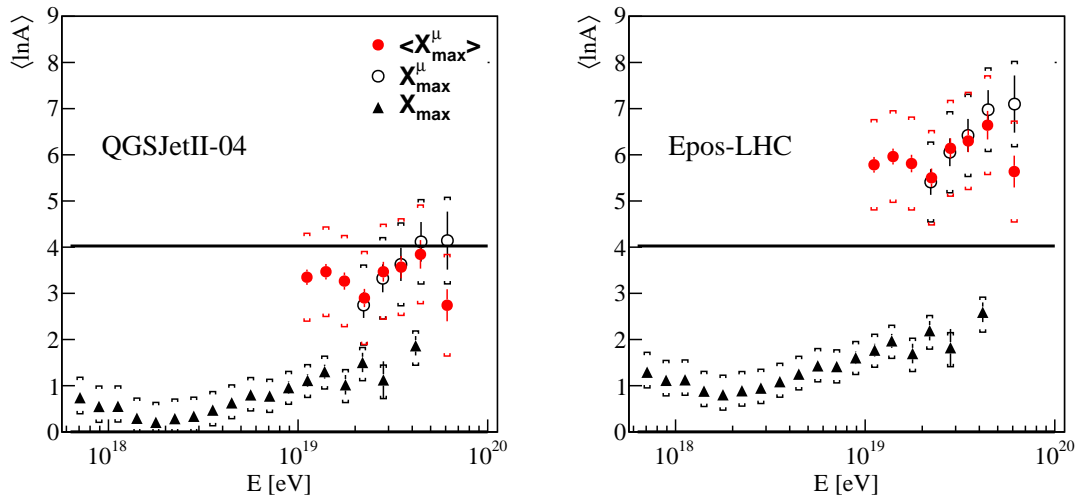 ⟨lnA⟩
9
8
7
6
5
4
3
2
1
0
<X^μ_max>
X^μ_max
X_max
QGSJetII-04
10^18
10^19
10^20
E [eV]
⟨lnA⟩
9
8
7
6
5
4
3
2
1
0
Epos-LHC
10^18
10^19
10^20
E [eV]